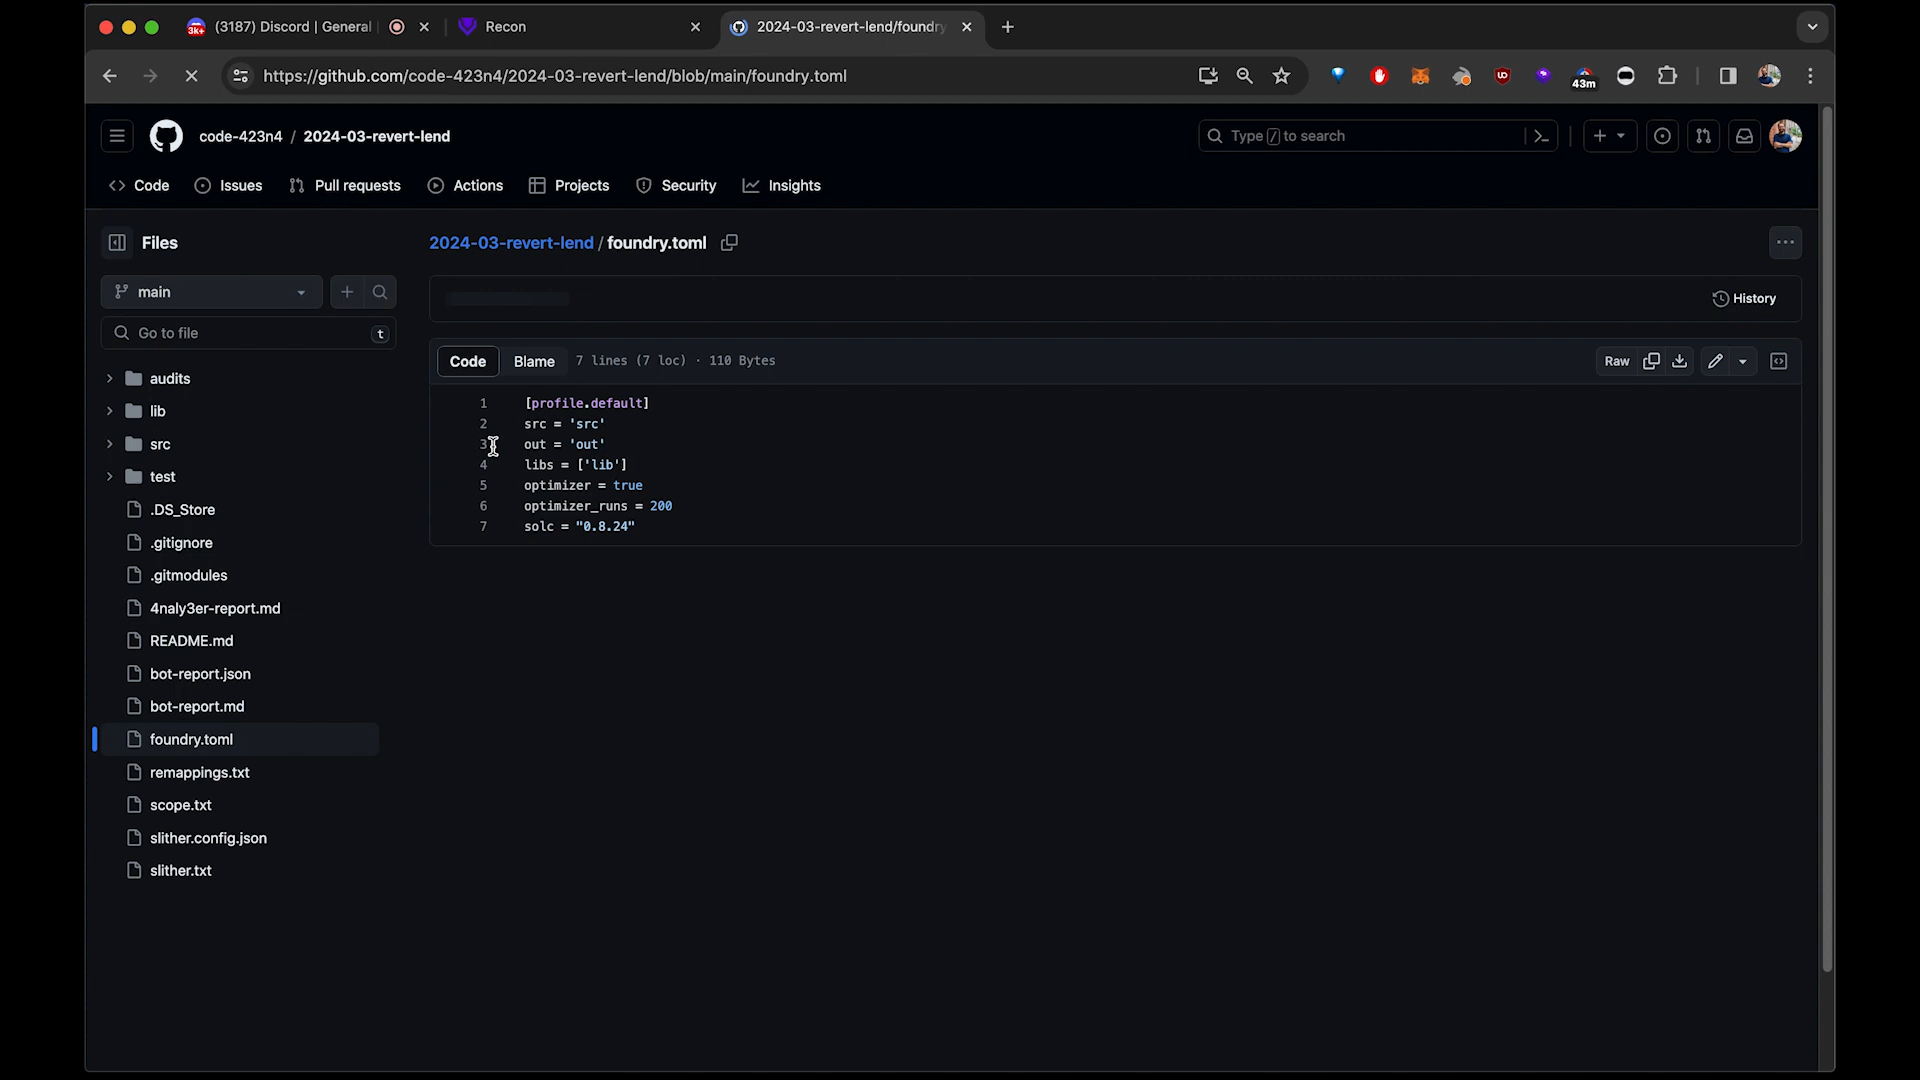 (3187) Discord | General
Recon
2024-03-revert-lend/foundry
https://github.com/code-423n4/2024-03-revert-lend/blob/main/foundry.toml
43m
code-423n4 / 2024-03-revert-lend
Type / to search
Code
Issues
Pull requests
Actions
Projects
Security
Insights
Files
2024-03-revert-lend / foundry.toml
main
History
Go to file
t
Code
Blame
7 lines (7 loc) · 110 Bytes
Raw
audits
lib
src
test
.DS_Store
.gitignore
.gitmodules
4naly3er-report.md
README.md
bot-report.json
bot-report.md
foundry.toml
remappings.txt
scope.txt
slither.config.json
slither.txt
1 [profile.default]
2 src = 'src'
3 out = 'out'
4 libs = ['lib']
5 optimizer = true
6 optimizer_runs = 200
7 solc = "0.8.24"